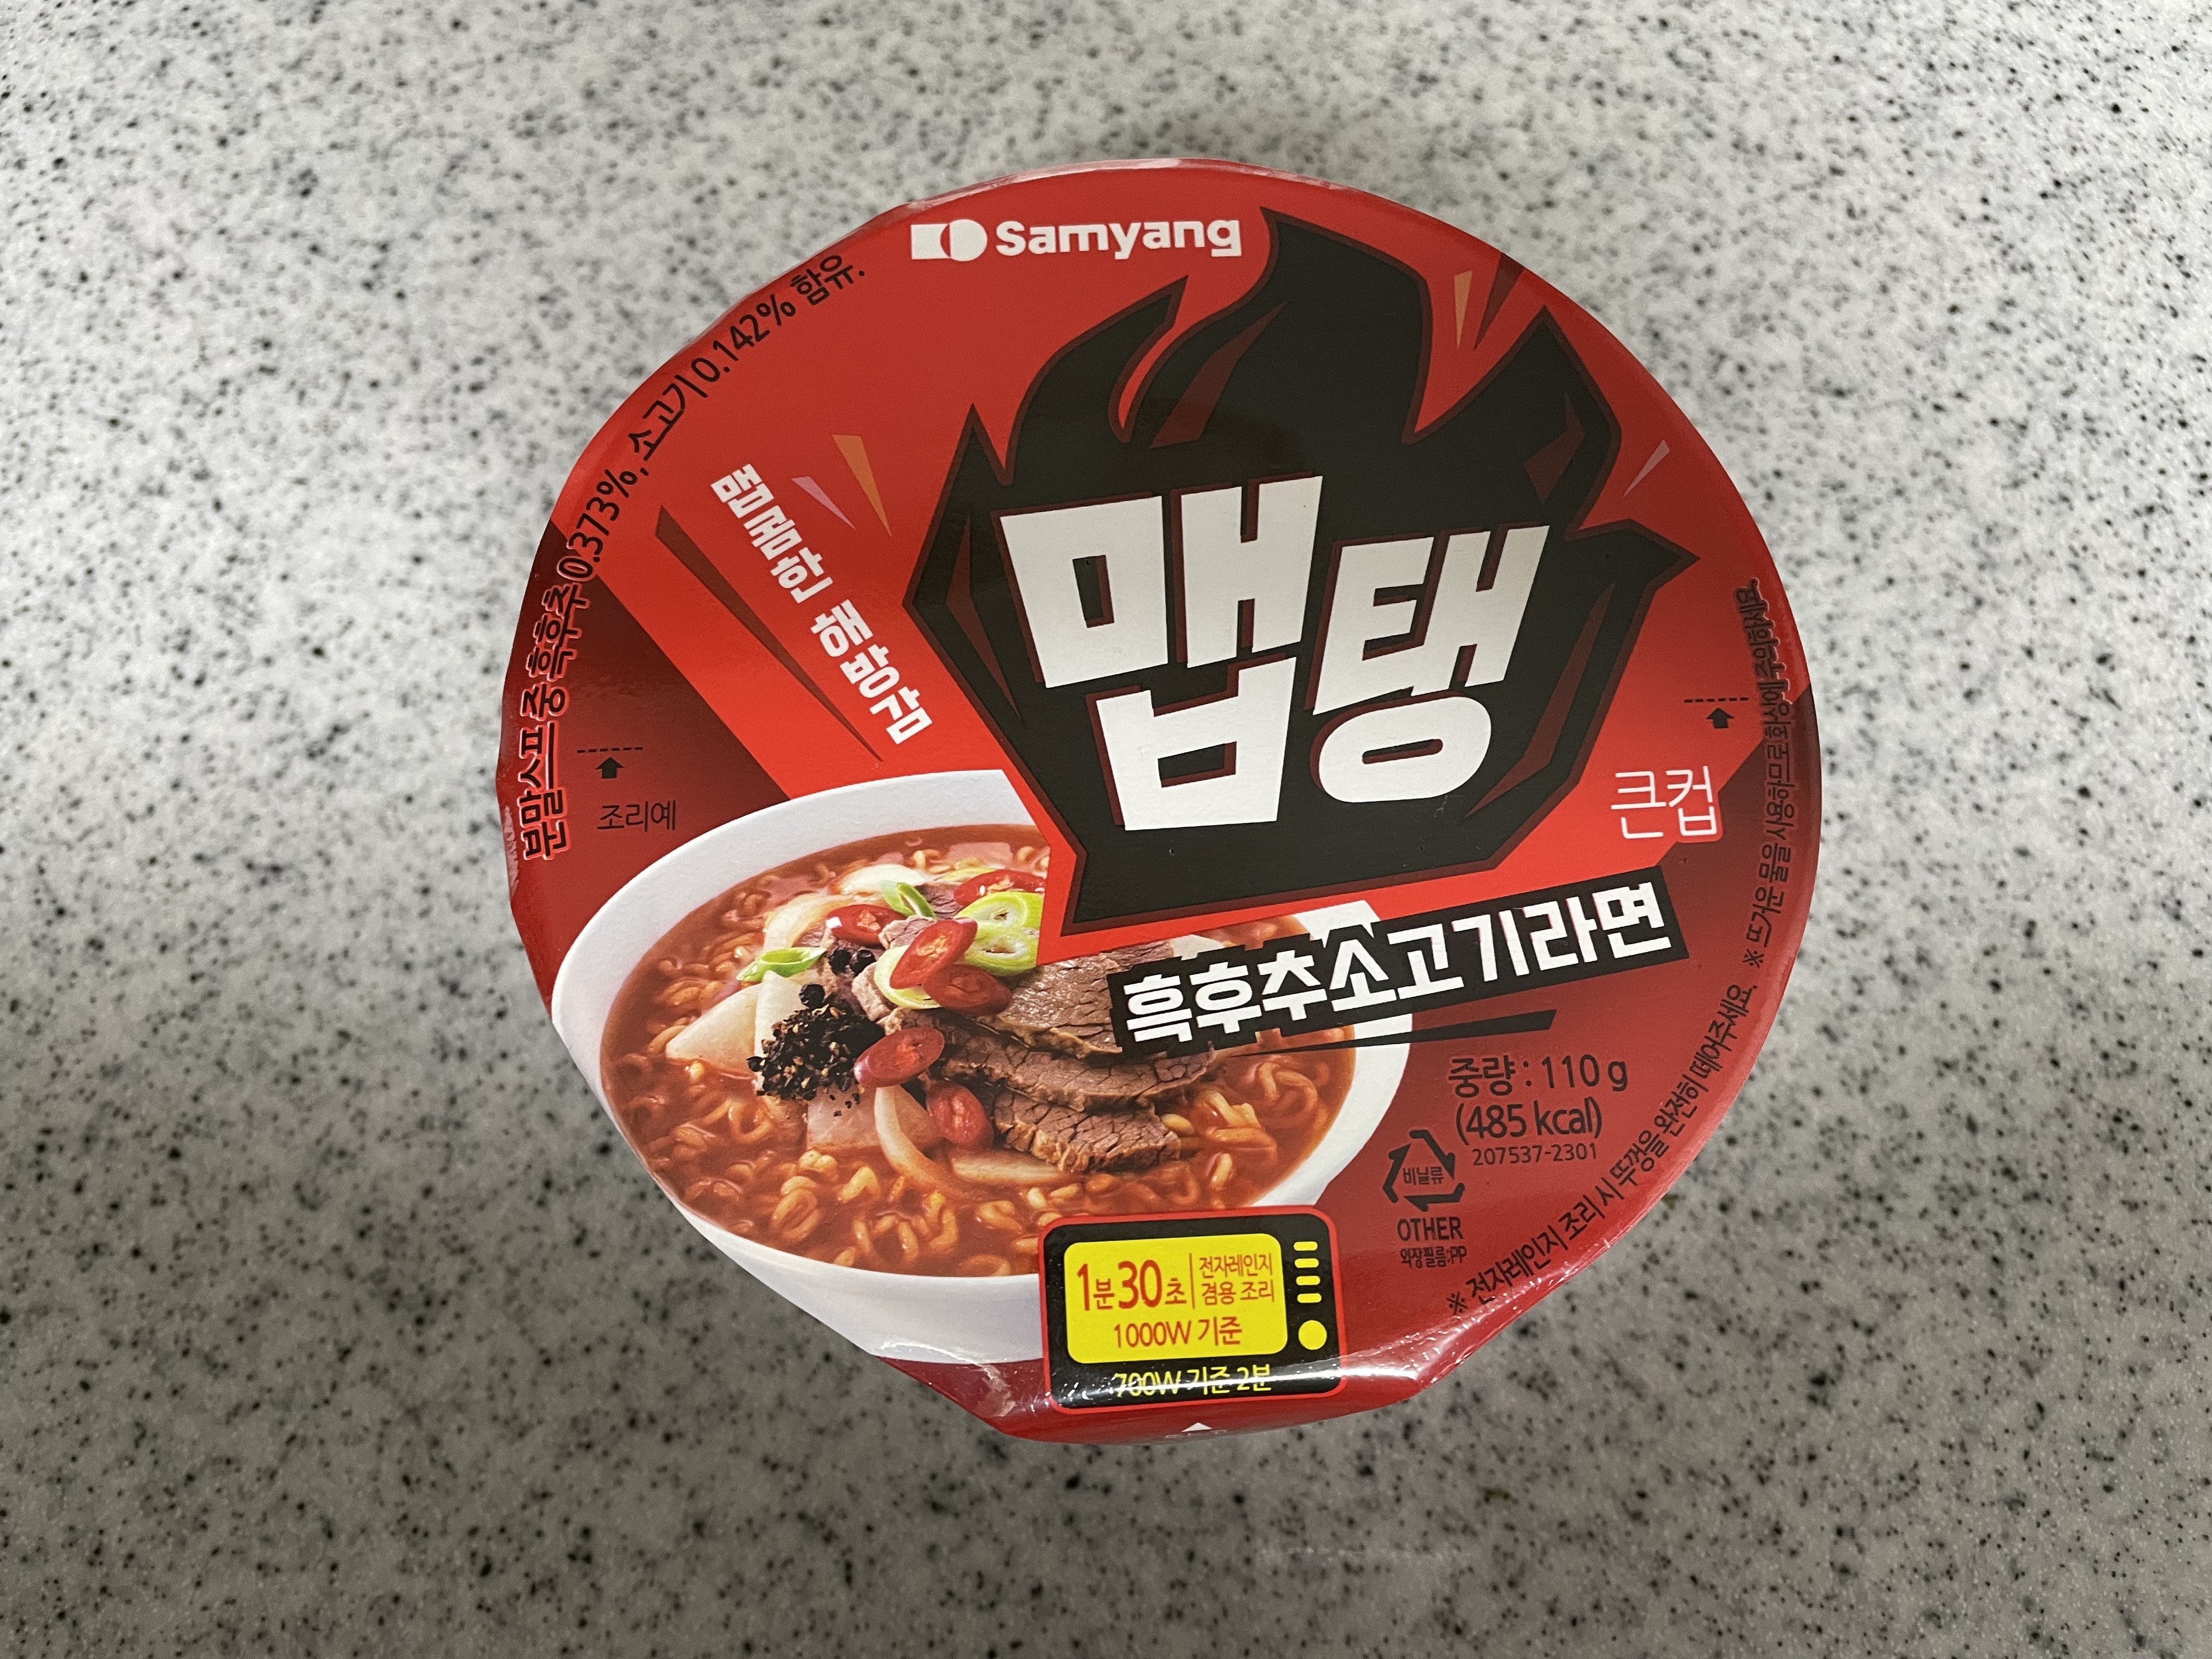 Samyang
분말스프 중 흑후추 0.373%, 소고기 0.142% 함유.
깔끔한 해방감
맵탱
큰컵
조리예
흑후추소고기라면
중량 : 110 g
(485 kcal)
207537-2301
비닐류
OTHER
외장필름:PP
1분30초
전자레인지
겸용 조리
1000W 기준
700W 기준 2분
※ 전자레인지 조리 시 뚜껑을 완전히 떼어주세요. ※ 뜨거운 물을 사용하므로 화상에 주의하세요.